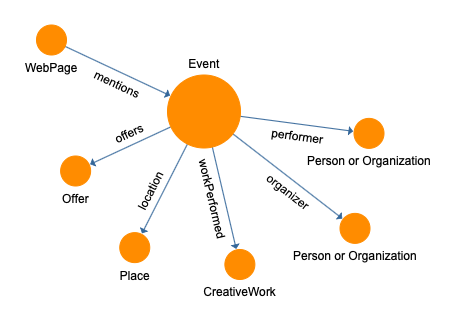 Event
WebPage
mentions
offers
performer
Person or Organization
location
workPerformed
organizer
Offer
Person or Organization
Place
CreativeWork